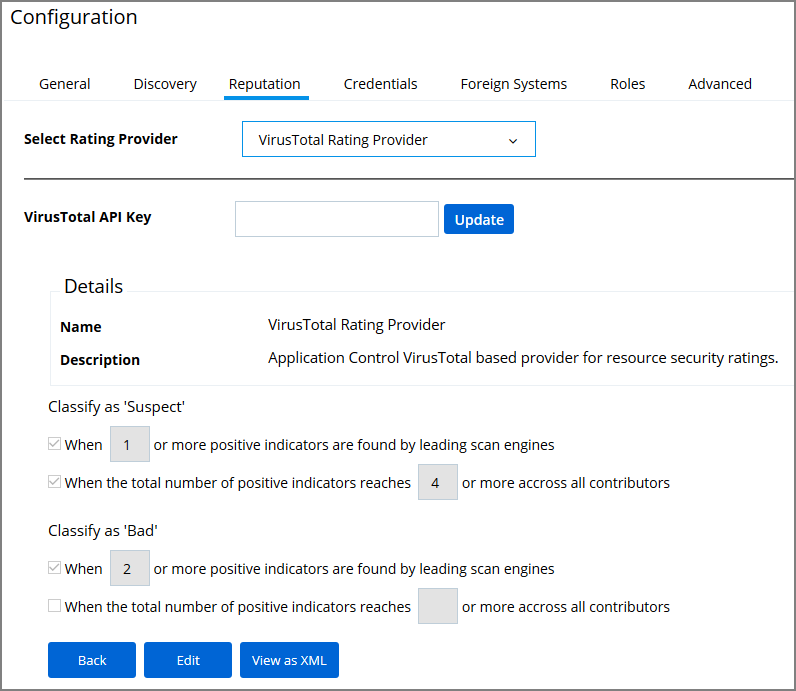 Configuration
General Discovery Reputation Credentials Foreign Systems Roles Advanced
Select Rating Provider VirusTotal Rating Provider
VirusTotal API Key Update
Details
Name VirusTotal Rating Provider
Description Application Control VirusTotal based provider for resource security ratings.
Classify as 'Suspect'
When 1 or more positive indicators are found by leading scan engines
When the total number of positive indicators reaches 4 or more accross all contributors
Classify as 'Bad'
When 2 or more positive indicators are found by leading scan engines
When the total number of positive indicators reaches or more accross all contributors
Back Edit View as XML